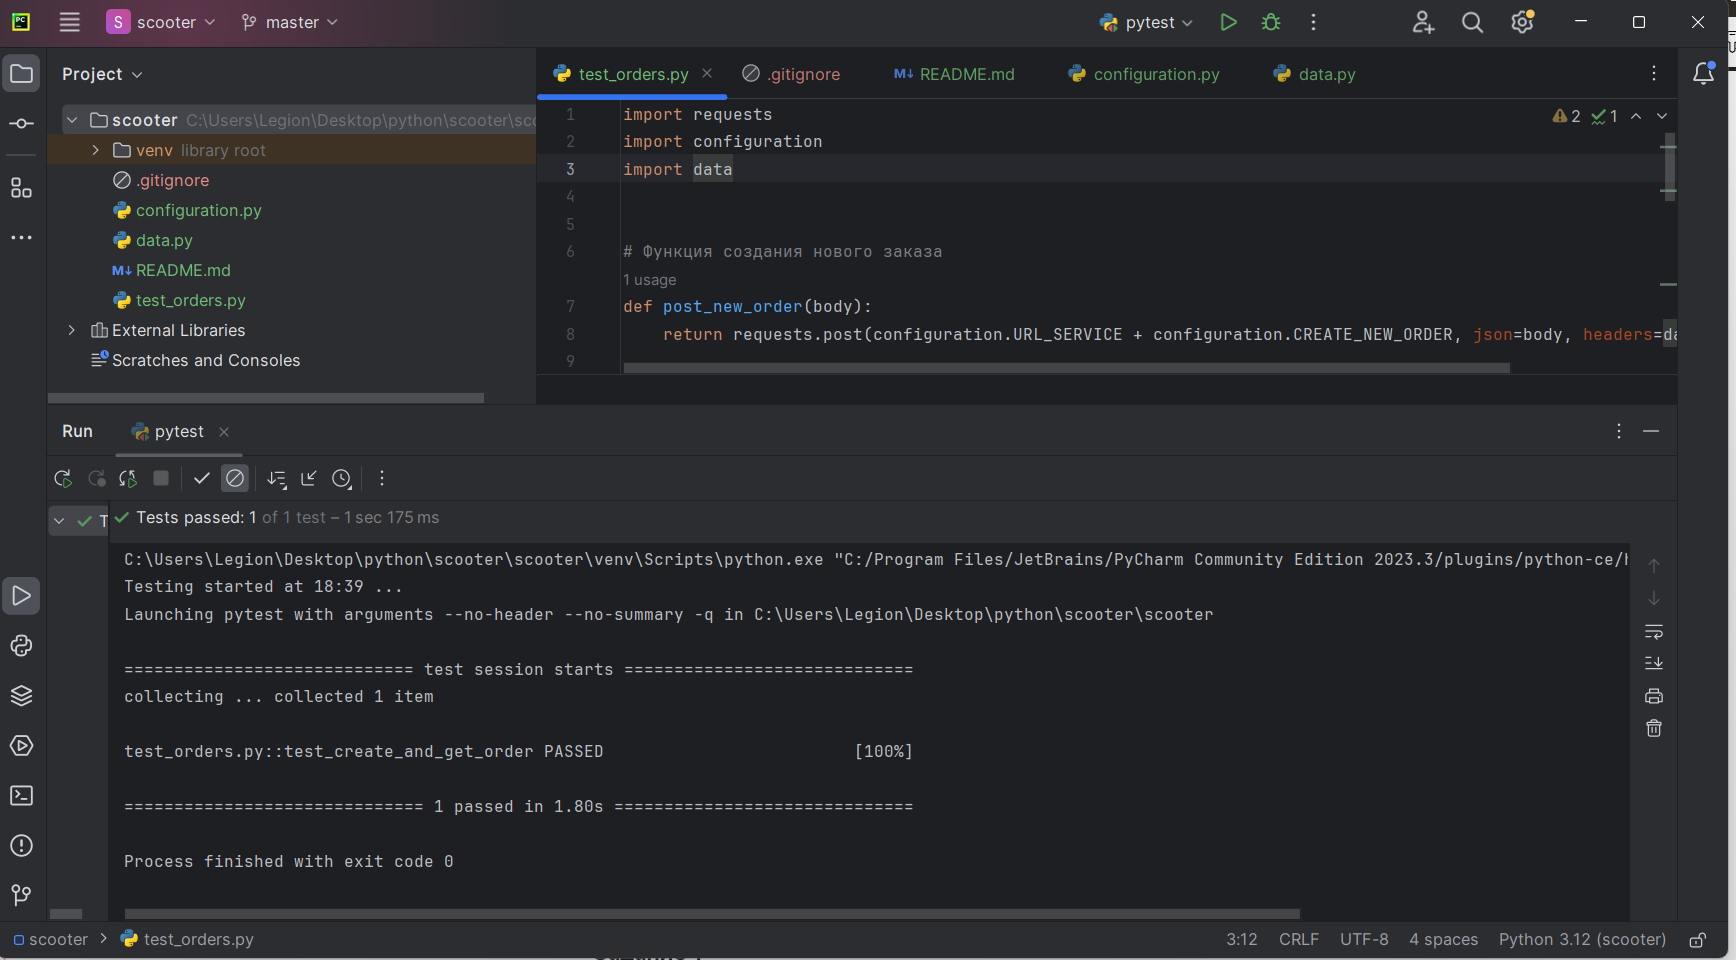 S scooter master pytest
Project
test_orders.py .gitignore README.md configuration.py data.py
scooter C:\Users\Legion\Desktop\python\scooter\sco
venv library root
.gitignore
configuration.py
data.py
README.md
test_orders.py
External Libraries
Scratches and Consoles
2 1
1 import requests
2 import configuration
3 import data
4
5
6 # Функция создания нового заказа
1 usage
7 def post_new_order(body):
8 return requests.post(configuration.URL_SERVICE + configuration.CREATE_NEW_ORDER, json=body, headers=da
9
Run pytest
T
Tests passed: 1 of 1 test – 1 sec 175 ms
C:\Users\Legion\Desktop\python\scooter\scooter\venv\Scripts\python.exe "C:/Program Files/JetBrains/PyCharm Community Edition 2023.3/plugins/python-ce/h
Testing started at 18:39 ...
Launching pytest with arguments --no-header --no-summary -q in C:\Users\Legion\Desktop\python\scooter\scooter
============================= test session starts =============================
collecting ... collected 1 item
test_orders.py::test_create_and_get_order PASSED [100%]
============================== 1 passed in 1.80s ==============================
Process finished with exit code 0
scooter > test_orders.py 3:12 CRLF UTF-8 4 spaces Python 3.12 (scooter)